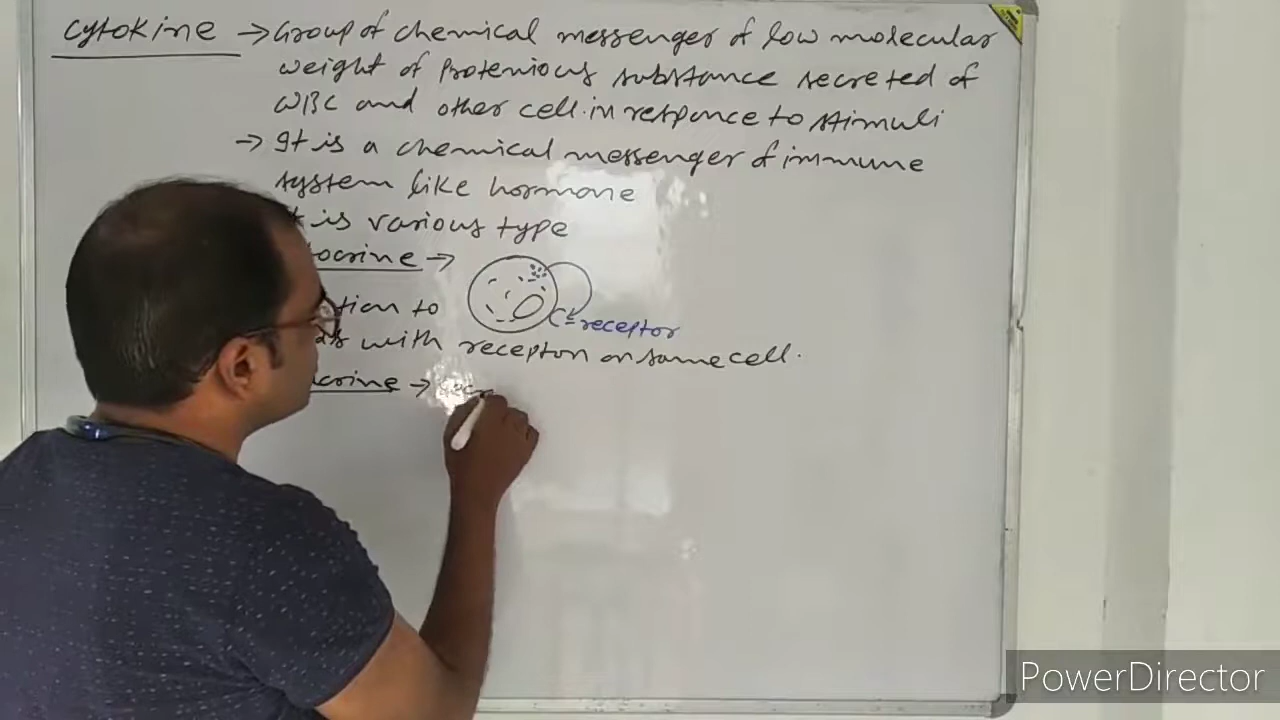 Cytokine → Group of chemical messenger of low molecular
weight of Protenious substance secreted of
WBC and other cell. in responce to stimuli
→ It is a chemical messenger of immune
system like hormone
is various type
ocrine →
tion to
C- receptor
with receptor on same cell.
crine → Secr
PowerDirector